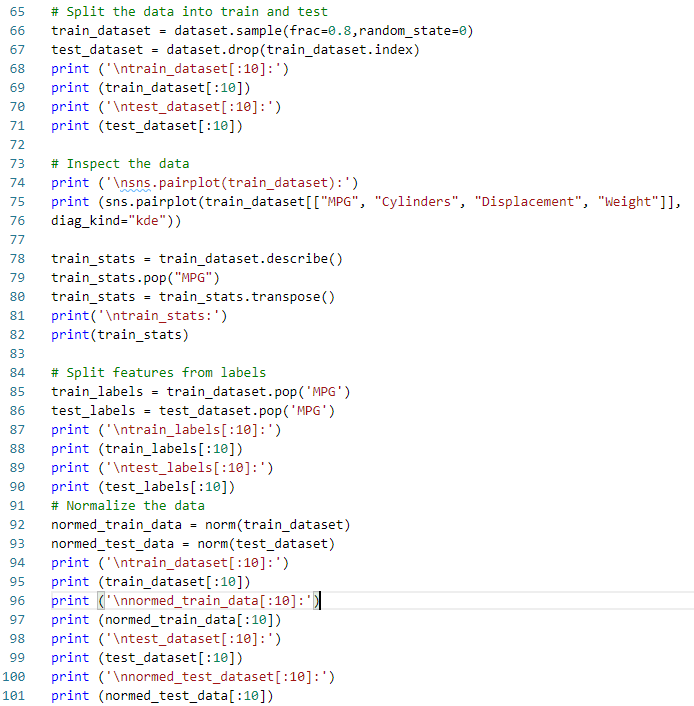 65 # Split the data into train and test
66 train_dataset = dataset.sample(frac=0.8,random_state=0)
67 test_dataset = dataset.drop(train_dataset.index)
68 print ('\ntrain_dataset[:10]:')
69 print (train_dataset[:10])
70 print ('\ntest_dataset[:10]:')
71 print (test_dataset[:10])
72
73 # Inspect the data
74 print ('\nsns.pairplot(train_dataset):')
75 print (sns.pairplot(train_dataset[["MPG", "Cylinders", "Displacement", "Weight"]],
76 diag_kind="kde"))
77
78 train_stats = train_dataset.describe()
79 train_stats.pop("MPG")
80 train_stats = train_stats.transpose()
81 print('\ntrain_stats:')
82 print(train_stats)
83
84 # Split features from labels
85 train_labels = train_dataset.pop('MPG')
86 test_labels = test_dataset.pop('MPG')
87 print ('\ntrain_labels[:10]:')
88 print (train_labels[:10])
89 print ('\ntest_labels[:10]:')
90 print (test_labels[:10])
91 # Normalize the data
92 normed_train_data = norm(train_dataset)
93 normed_test_data = norm(test_dataset)
94 print ('\ntrain_dataset[:10]:')
95 print (train_dataset[:10])
96 print ('\nnormed_train_data[:10]:')
97 print (normed_train_data[:10])
98 print ('\ntest_dataset[:10]:')
99 print (test_dataset[:10])
100 print ('\nnormed_test_dataset[:10]:')
101 print (normed_test_data[:10])